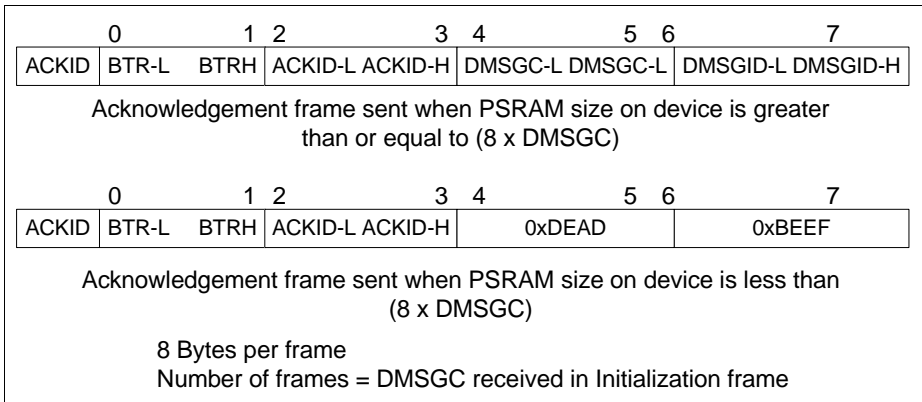 0 1 2 3 4 5 6 7
ACKID BTR-L BTRH ACKID-L ACKID-H DMSGC-L DMSGC-L DMSGID-L DMSGID-H
Acknowledgement frame sent when PSRAM size on device is greater
than or equal to (8 x DMSGC)
0 1 2 3 4 5 6 7
ACKID BTR-L BTRH ACKID-L ACKID-H 0xDEAD 0xBEEF
Acknowledgement frame sent when PSRAM size on device is less than
(8 x DMSGC)
8 Bytes per frame
Number of frames = DMSGC received in Initialization frame